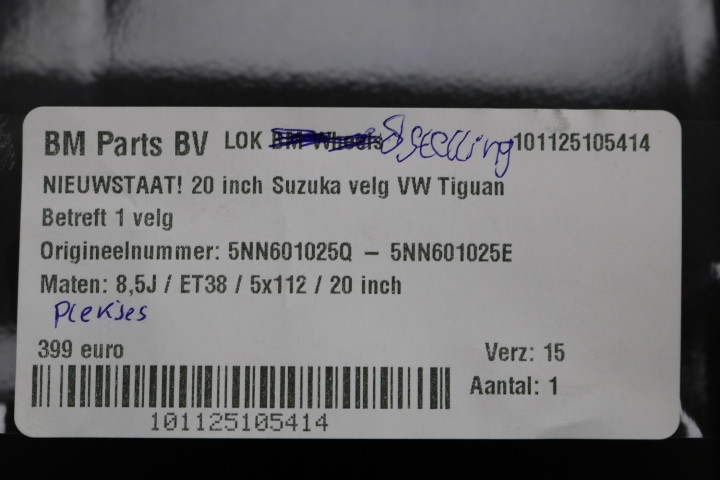 BM Parts BV LOK BM Wheels Stelling 101125105414
NIEUWSTAAT! 20 inch Suzuka velg VW Tiguan
Betreft 1 velg
Origineelnummer: 5NN601025Q – 5NN601025E
Maten: 8,5J / ET38 / 5x112 / 20 inch
Plekjes
399 euro
Verz: 15
Aantal: 1
101125105414